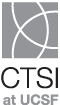 CTSI
at UCSF